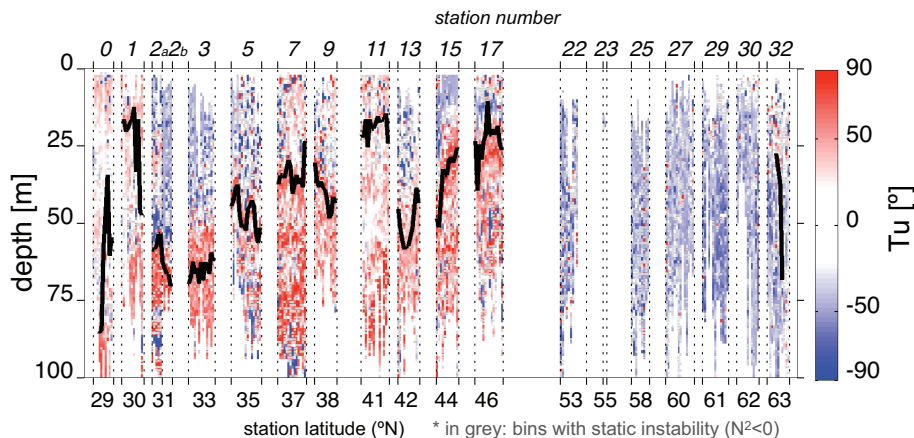 station number
0 1 2a 2b 3 5 7 9 11 13 15 17 22 23 25 27 29 30 32
0
25
50
75
100
depth [m]
29 30 31 33 35 37 38 41 42 44 46 53 55 58 60 61 62 63
station latitude (ºN) * in grey: bins with static instability (N²<0)
90
50
0
-50
-90
Tu [º]